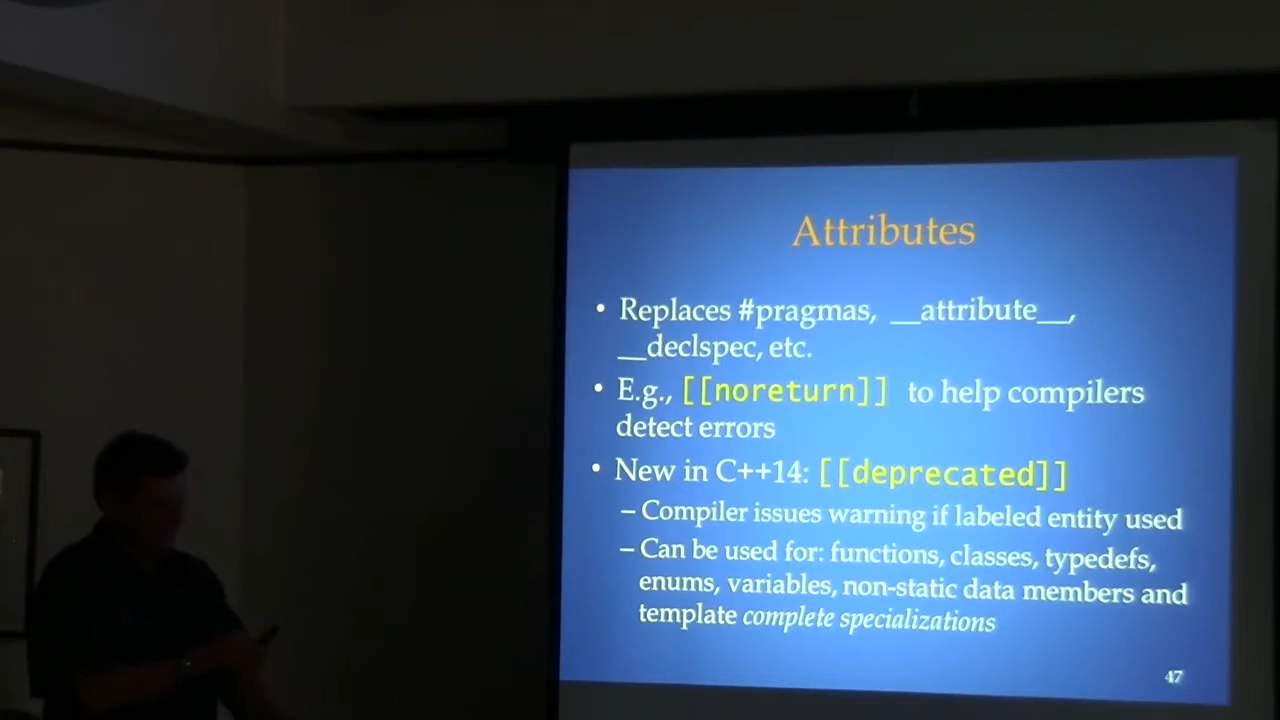 Attributes
• Replaces #pragmas, __attribute__,
__declspec, etc.
• E.g., [[noreturn]] to help compilers
detect errors
• New in C++14: [[deprecated]]
– Compiler issues warning if labeled entity used
– Can be used for: functions, classes, typedefs,
enums, variables, non-static data members and
template complete specializations
47